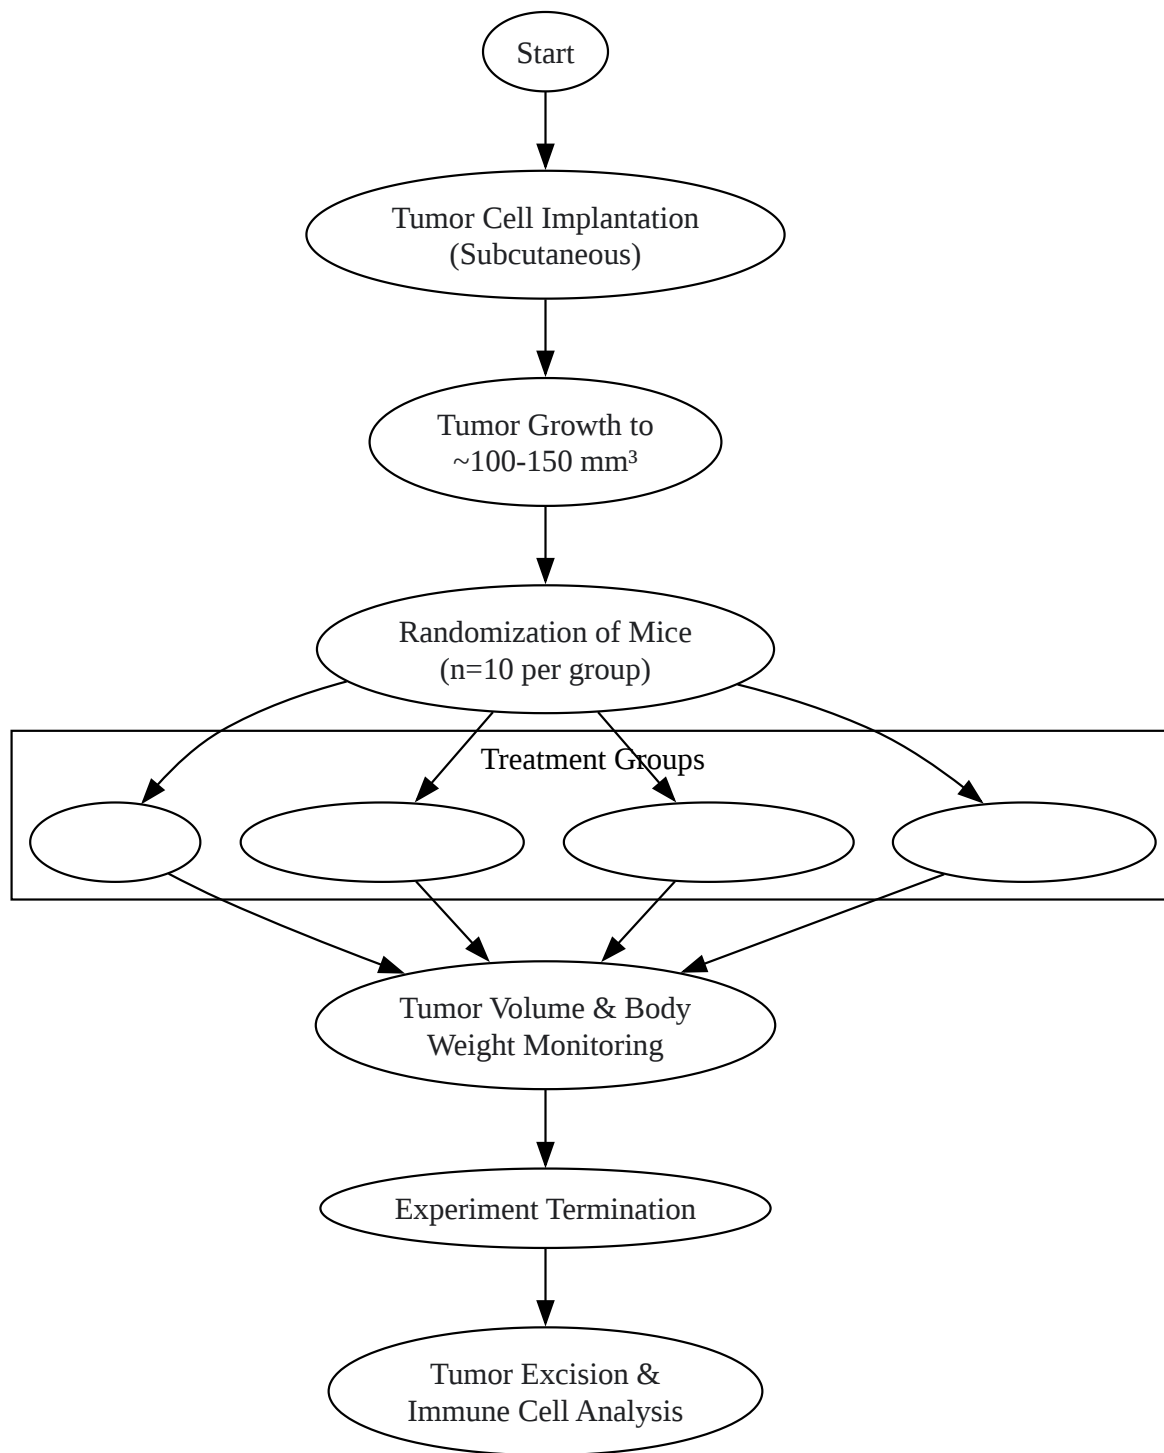 Start
Tumor Cell Implantation
(Subcutaneous)
Tumor Growth to
~100-150 mm³
Randomization of Mice
(n=10 per group)
Treatment Groups
Tumor Volume & Body
Weight Monitoring
Experiment Termination
Tumor Excision &
Immune Cell Analysis